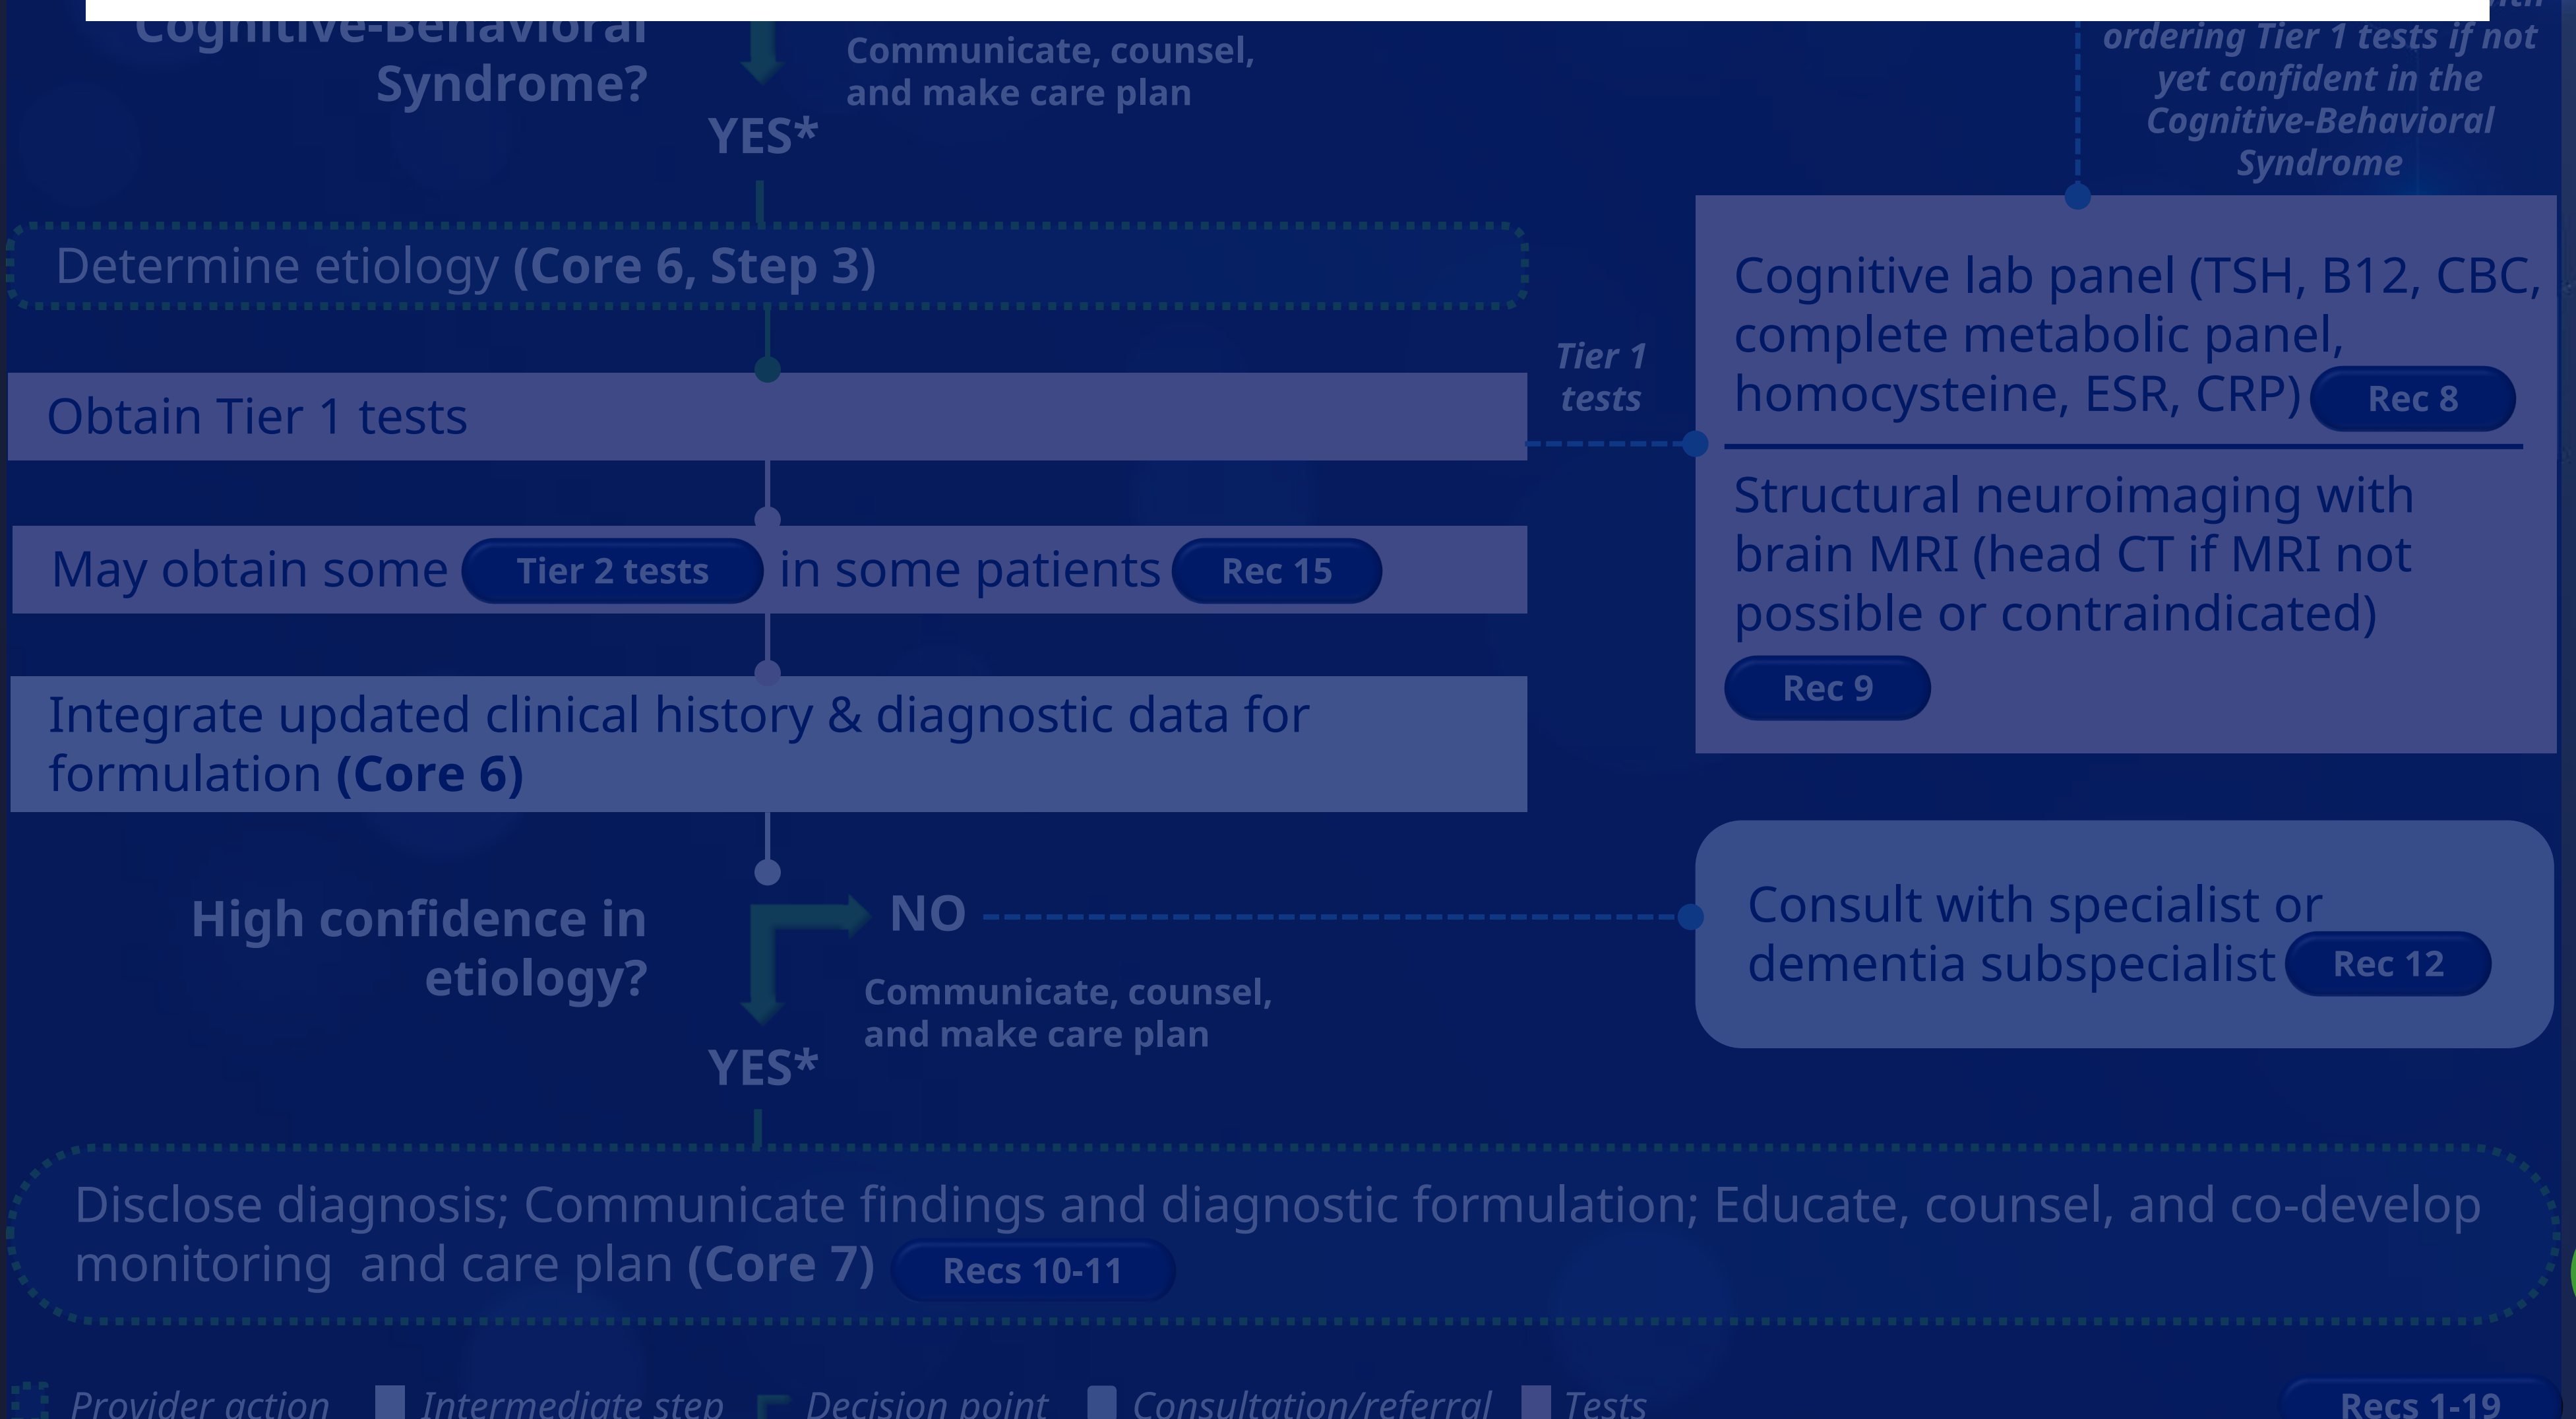 Cognitive-Behavioral
Syndrome?
Communicate, counsel,
and make care plan
YES*
ordering Tier 1 tests if not
yet confident in the
Cognitive-Behavioral
Syndrome
Determine etiology (Core 6, Step 3)
Obtain Tier 1 tests
Tier 1
tests
Cognitive lab panel (TSH, B12, CBC,
complete metabolic panel,
homocysteine, ESR, CRP) Rec 8
Structural neuroimaging with
brain MRI (head CT if MRI not
possible or contraindicated)
Rec 9
May obtain some Tier 2 tests in some patients Rec 15
Integrate updated clinical history & diagnostic data for
formulation (Core 6)
High confidence in
etiology?
NO
Communicate, counsel,
and make care plan
YES*
Consult with specialist or
dementia subspecialist Rec 12
Disclose diagnosis; Communicate findings and diagnostic formulation; Educate, counsel, and co-develop
monitoring and care plan (Core 7) Recs 10-11
Provider action Intermediate step Decision point Consultation/referral Tests Recs 1-19